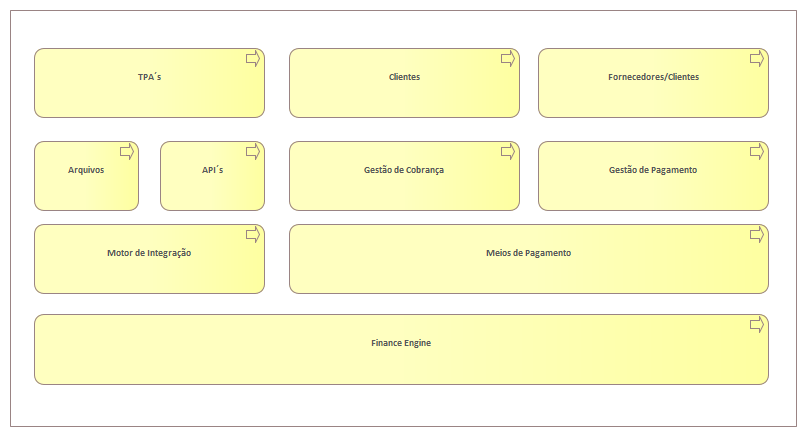 TPA´s
Clientes
Fornecedores/Clientes
Arquivos
API´s
Gestão de Cobrança
Gestão de Pagamento
Motor de Integração
Meios de Pagamento
Finance Engine